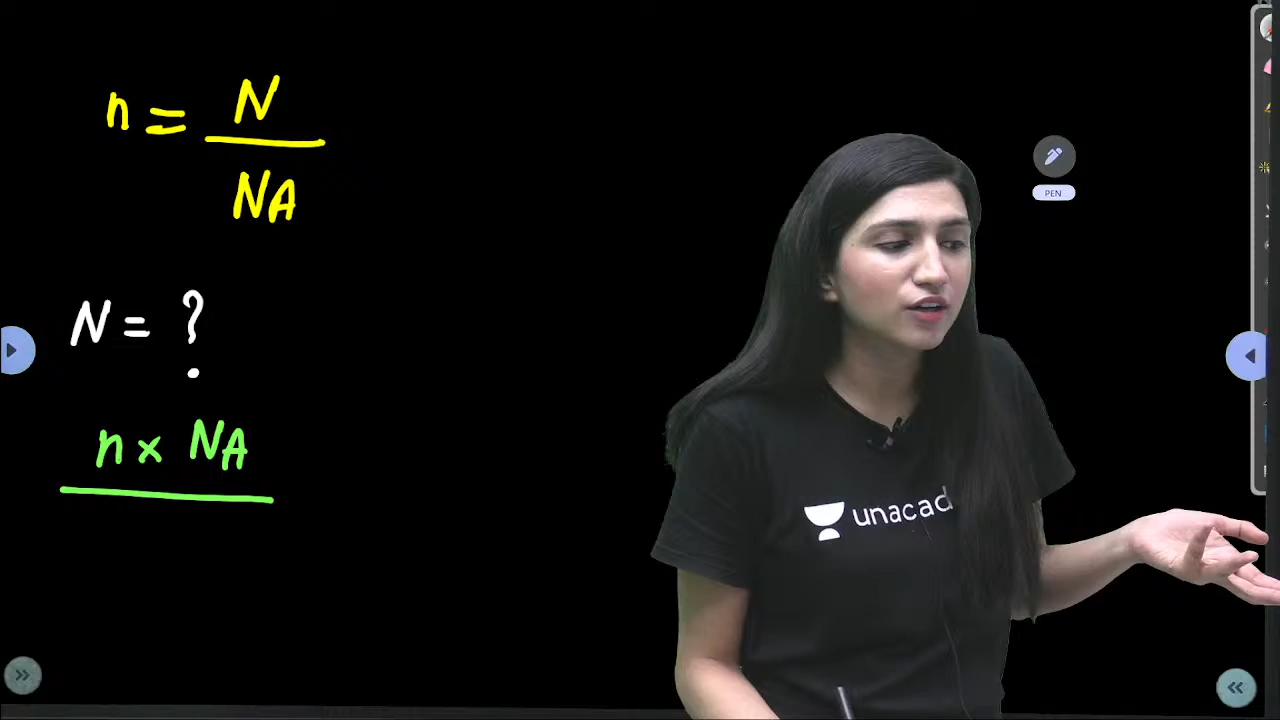 n = N
NA
N = ?
n × NA
PEN
unacad